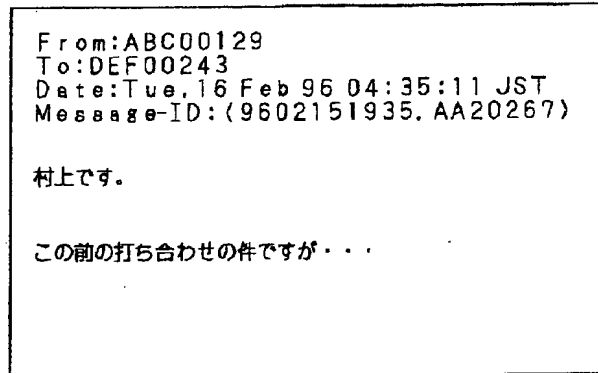 From:ABC00129
To:DEF00243
Date:Tue,16 Feb 96 04:35:11 JST
Message-ID:(9602151935.AA20267)
村上です。
この前の打ち合わせの件ですが・・・